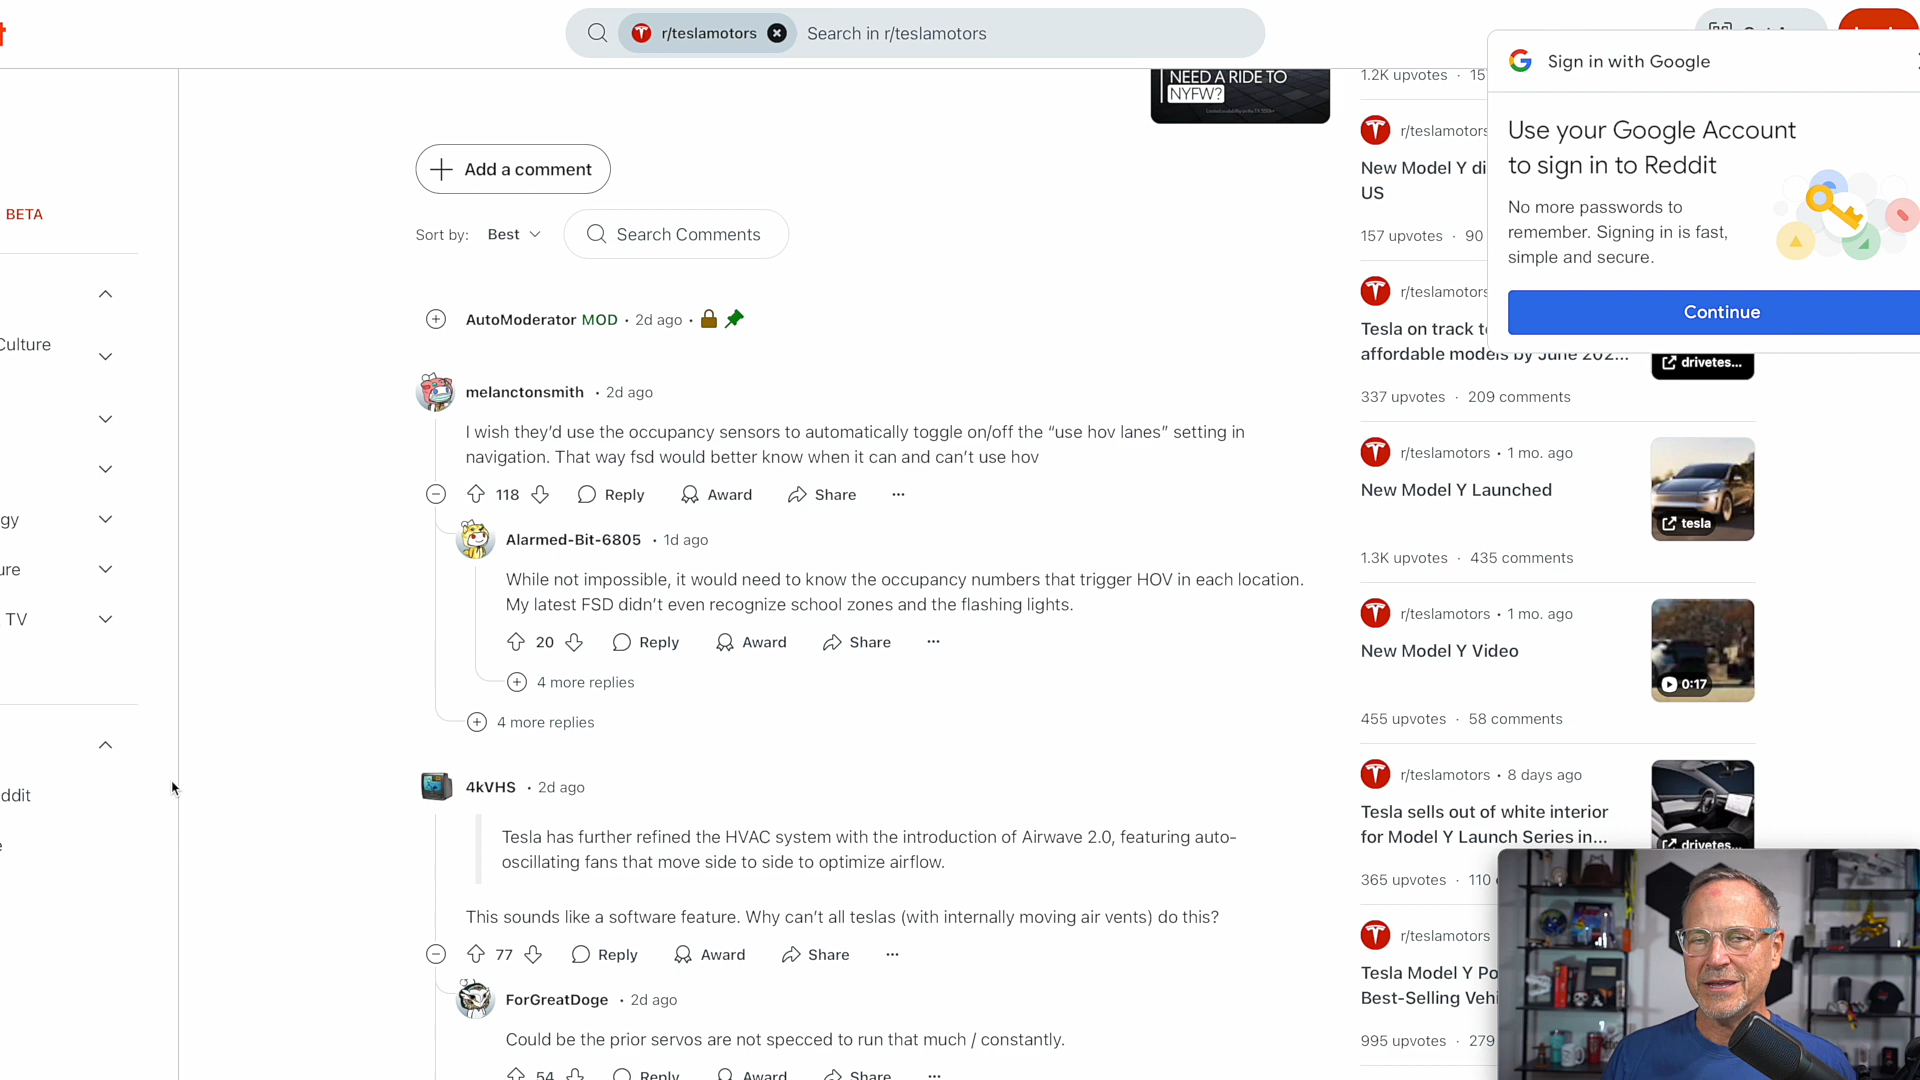 r/teslamotors
Search in r/teslamotors
Sign in with Google
Use your Google Account
to sign in to Reddit
No more passwords to
remember. Signing in is fast,
simple and secure.
Continue
BETA
Culture
gy
ure
TV
ddit
e
NEED A RIDE TO
NYFW?
Add a comment
Sort by: Best
Search Comments
AutoModerator MOD · 2d ago ·
melanctonsmith · 2d ago
I wish they’d use the occupancy sensors to automatically toggle on/off the “use hov lanes” setting in
navigation. That way fsd would better know when it can and can’t use hov
118 Reply Award Share ...
Alarmed-Bit-6805 · 1d ago
While not impossible, it would need to know the occupancy numbers that trigger HOV in each location.
My latest FSD didn’t even recognize school zones and the flashing lights.
20 Reply Award Share ...
4 more replies
4 more replies
4kVHS · 2d ago
Tesla has further refined the HVAC system with the introduction of Airwave 2.0, featuring auto-
oscillating fans that move side to side to optimize airflow.
This sounds like a software feature. Why can’t all teslas (with internally moving air vents) do this?
77 Reply Award Share ...
ForGreatDoge · 2d ago
Could be the prior servos are not specced to run that much / constantly.
54 Reply Award Share ...
1.2K upvotes · 15
r/teslamotors
New Model Y di
US
157 upvotes · 90
r/teslamotors
Tesla on track t
affordable models by June 202...
drivetes...
337 upvotes · 209 comments
r/teslamotors · 1 mo. ago
New Model Y Launched
tesla
1.3K upvotes · 435 comments
r/teslamotors · 1 mo. ago
New Model Y Video
0:17
455 upvotes · 58 comments
r/teslamotors · 8 days ago
Tesla sells out of white interior
for Model Y Launch Series in...
drivetes...
365 upvotes · 110
r/teslamotors
Tesla Model Y Po
Best-Selling Vehi
995 upvotes · 279